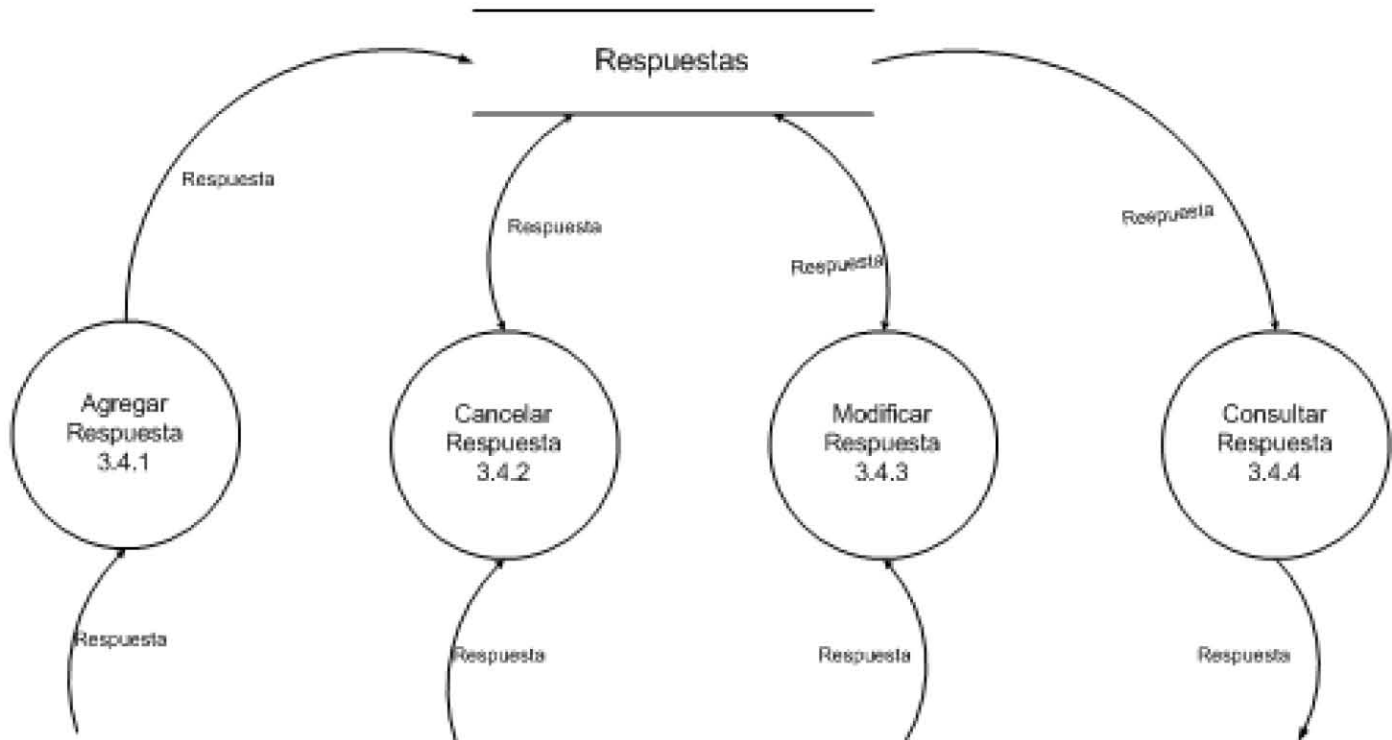 Respuestas
Respuesta
Respuesta
Respuesta
Respuesta
Agregar
Respuesta
3.4.1
Cancelar
Respuesta
3.4.2
Modificar
Respuesta
3.4.3
Consultar
Respuesta
3.4.4
Respuesta
Respuesta
Respuesta
Respuesta